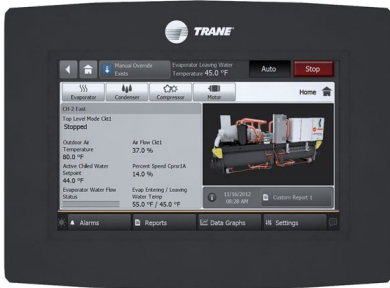 TRANE
Manual Override Exists
Evaporator Leaving Water Temperature 45.0 °F
Auto
Stop
Evaporator
Condenser
Compressor
Motor
Home
CH-2 East
Top Level Mode Ckt1
Stopped
Outdoor Air Temperature
80.0 °F
Air Flow Ckt1
37.0 %
Active Chilled Water Setpoint
44.0 °F
Percent Speed Cprsr1A
14.0 %
Evaporator Water Flow Status
Evap Entering / Leaving Water Temp
55.0 °F / 45.0 °F
11/16/2012
08:28 AM
Custom Report 1
Alarms
Reports
Data Graphs
Settings